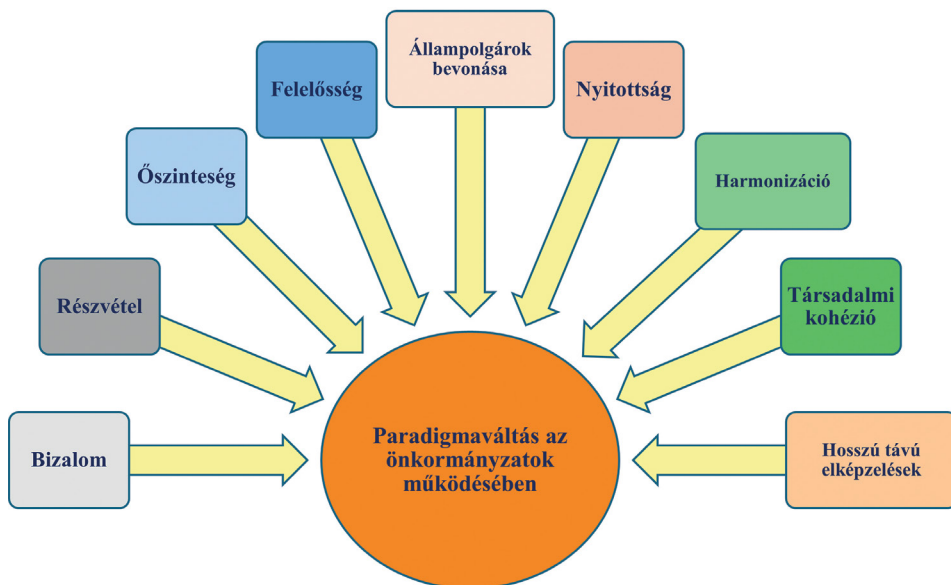 Állampolgárok
bevonása
Felelősség
Nyitottság
Őszinteség
Harmonizáció
Részvétel
Társadalmi
kohézió
Bizalom
Paradigmaváltás az
önkormányzatok
működésében
Hosszú távú
elképzelések